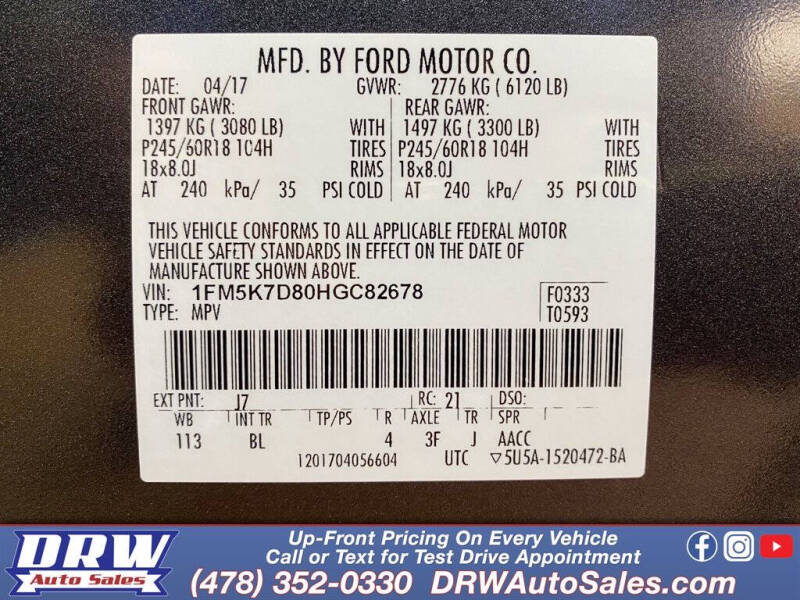 MFD. BY FORD MOTOR CO.
DATE: 04/17 GVWR: 2776 KG ( 6120 LB)
FRONT GAWR: REAR GAWR:
1397 KG ( 3080 LB) WITH 1497 KG ( 3300 LB) WITH
P245/60R18 104H TIRES P245/60R18 104H TIRES
18x8.0J RIMS 18x8.0J RIMS
AT 240 kPa/ 35 PSI COLD AT 240 kPa/ 35 PSI COLD
THIS VEHICLE CONFORMS TO ALL APPLICABLE FEDERAL MOTOR
VEHICLE SAFETY STANDARDS IN EFFECT ON THE DATE OF
MANUFACTURE SHOWN ABOVE.
VIN: 1FM5K7D80HGC82678 F0333
TYPE: MPV T0593
EXT PNT: J7 RC: 21 DSO:
WB INT TR TP/PS R AXLE TR SPR
113 BL 4 3F J AACC
1201704056604 UTC ▽5U5A-1520472-BA
DRW Up-Front Pricing On Every Vehicle
Auto Sales Call or Text for Test Drive Appointment
(478) 352-0330 DRWAutoSales.com